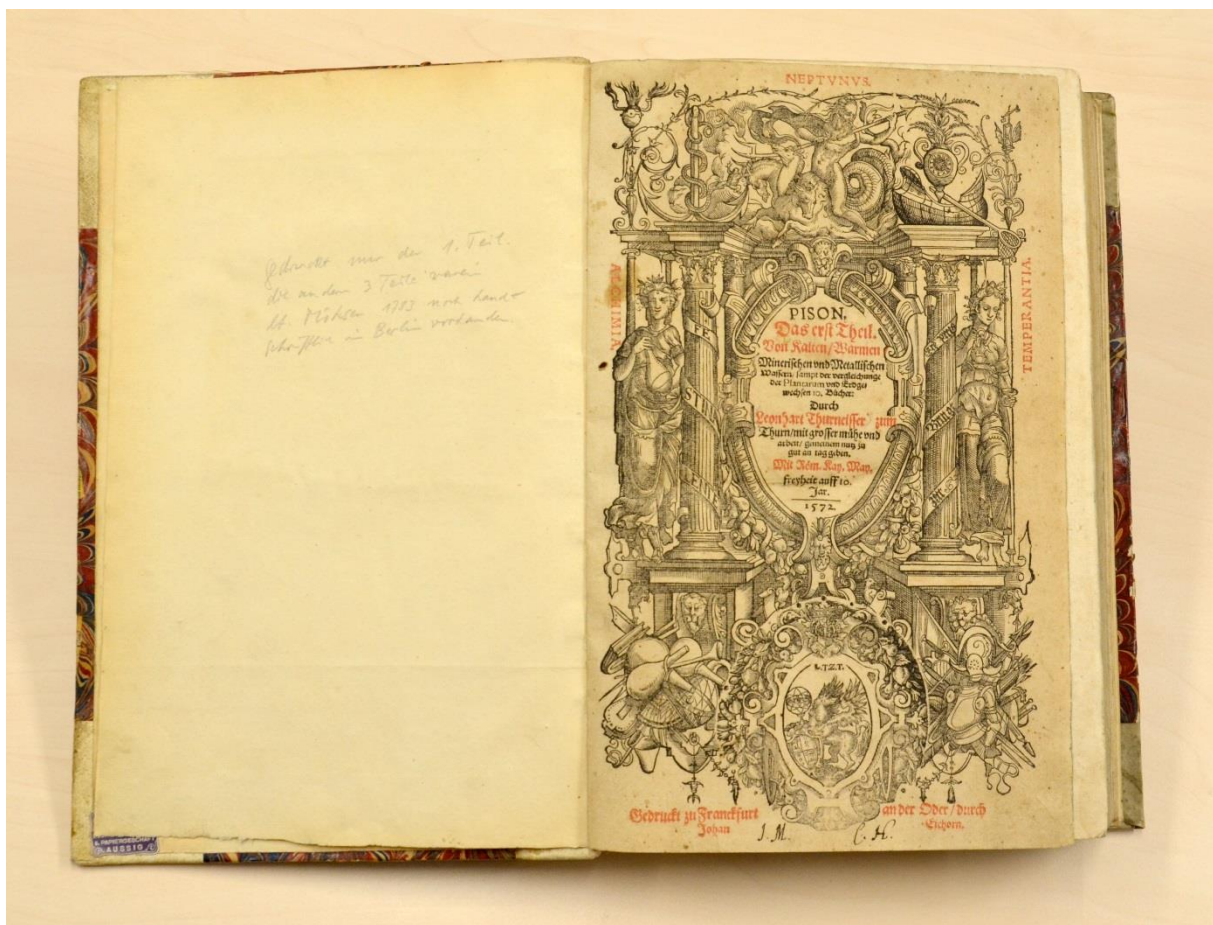 gedruckt nur der 1. Teil.
die andern 3 Teile waren
lt. Möhsen 1783 noch hand-
schriftlich in Berlin vorhanden.
AUSSIG
NEPTVNVS.
ALCHIMIA.
TEMPERANTIA.
PISON.
Das erst Theil.
Von Kalten/Warmen
Minerischen vnd Metallischen
Wassern, sampt der vergleichunge
der Plantarum vnd Erdge
wechsen 10. Bücher:
Durch
Leonhart Thurneisser zum
Thurn/mit grosser mühe vnd
arbeit/gemeinem nutz zu
gut an tag geben.
Mit Röm. Kay. May.
freyheit auff 10.
Jar.
1572
L.T.Z.T.
Gedruckt zu Franckfurt an der Oder/durch
Johan Eichorn.
J. M. C. H.